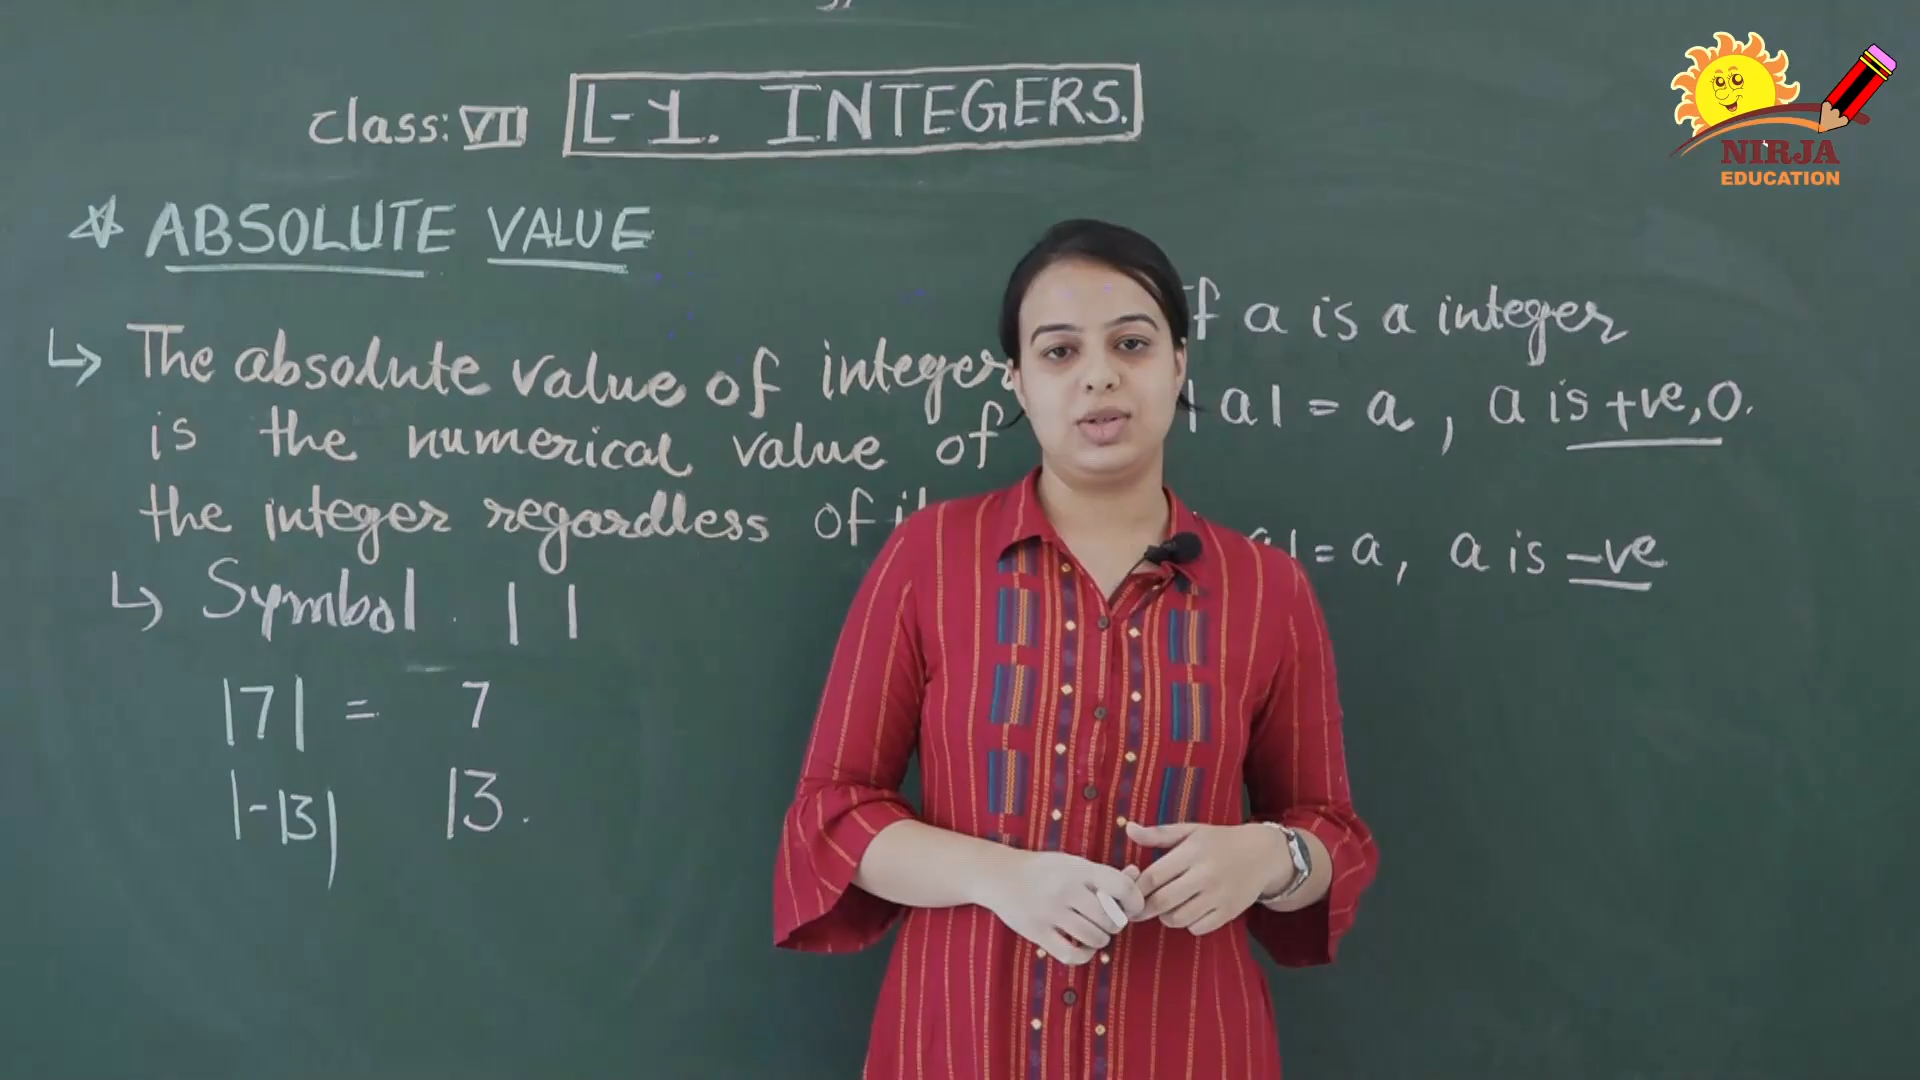 Class: VII L-1. INTEGERS.
NIRJA
EDUCATION
ABSOLUTE VALUE
↳ The absolute value of integer
is the numerical value of
the integer regardless of
↳ Symbol. | |
|7| = 7
|-13| 13.
a is a integer
|a| = a, a is +ve, 0.
= a, a is -ve